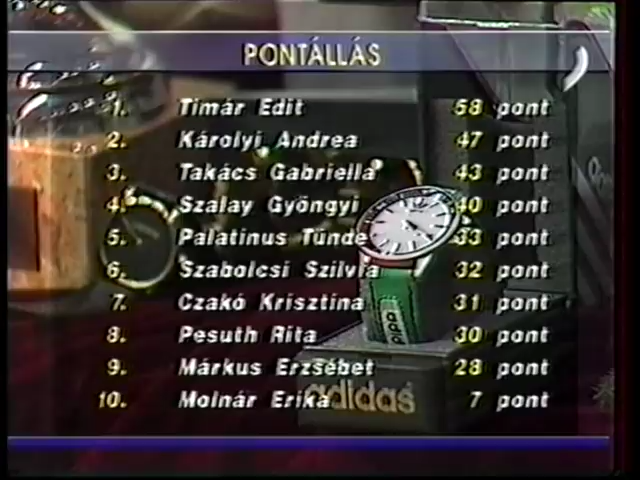 PONTÁLLÁS
1. Timár Edit 58 pont
2. Károlyi Andrea 47 pont
3. Takács Gabriella 43 pont
4. Szalay Gyöngyi 40 pont
5. Palatinus Tünde 33 pont
6. Szabolcsi Szilvia 32 pont
7. Czakó Krisztina 31 pont
8. Pesuth Rita 30 pont
9. Márkus Erzsébet 28 pont
10. Molnár Erika 7 pont
adidas